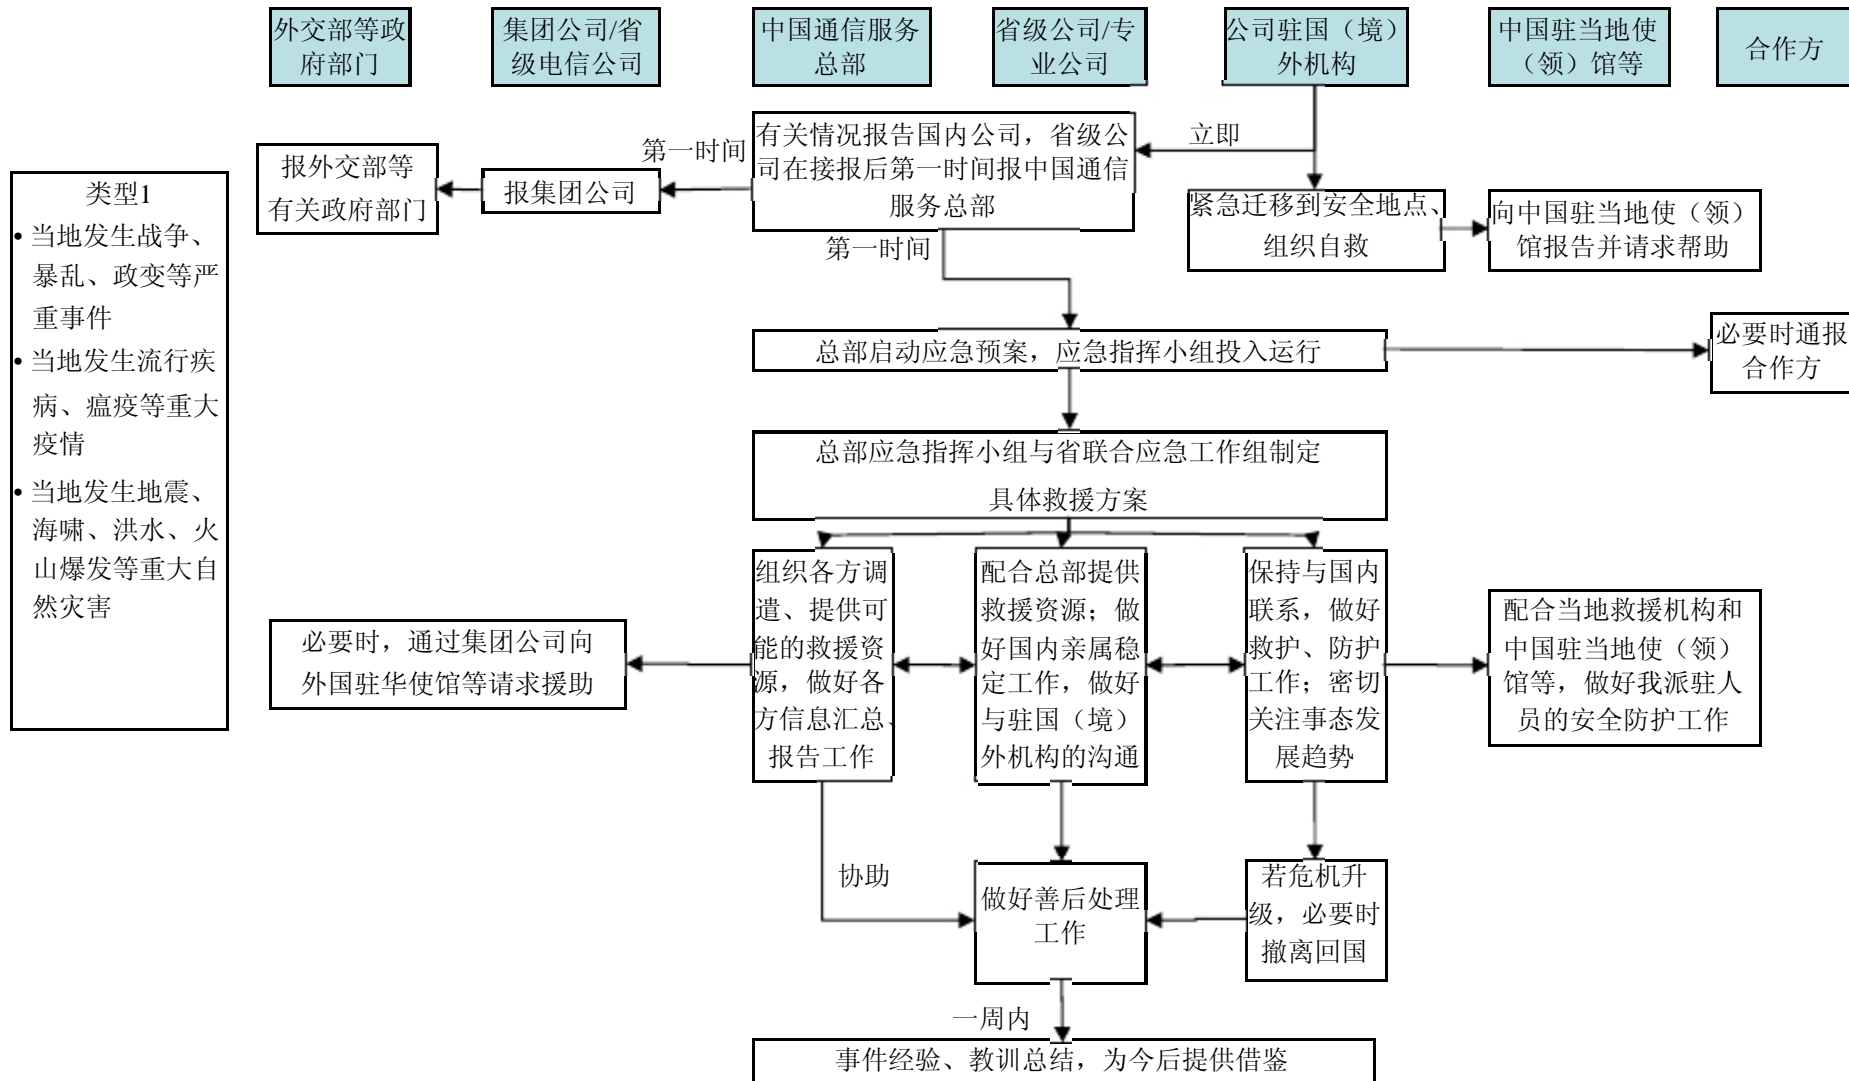 外交部等政
府部门
集团公司/省
级电信公司
中国通信服务
总部
省级公司/专
业公司
公司驻国（境）
外机构
中国驻当地使
（领）馆等
合作方
类型1
• 当地发生战争、
暴乱、政变等严
重事件
• 当地发生流行疾
病、瘟疫等重大
疫情
• 当地发生地震、
海啸、洪水、火
山爆发等重大自
然灾害
立即
有关情况报告国内公司，省级公
司在接报后第一时间报中国通信
服务总部
第一时间
报集团公司
报外交部等
有关政府部门
紧急迁移到安全地点、
组织自救
向中国驻当地使（领）
馆报告并请求帮助
第一时间
总部启动应急预案，应急指挥小组投入运行
必要时通报
合作方
总部应急指挥小组与省联合应急工作组制定
具体救援方案
组织各方调
遣、提供可
能的救援资
源，做好各
方信息汇总、
报告工作
配合总部提供
救援资源；做
好国内亲属稳
定工作，做好
与驻国（境）
外机构的沟通
保持与国内
联系，做好
救护、防护
工作；密切
关注事态发
展趋势
必要时，通过集团公司向
外国驻华使馆等请求援助
配合当地救援机构和
中国驻当地使（领）
馆等，做好我派驻人
员的安全防护工作
协助
做好善后处理
工作
若危机升
级，必要时
撤离回国
一周内
事件经验、教训总结，为今后提供借鉴